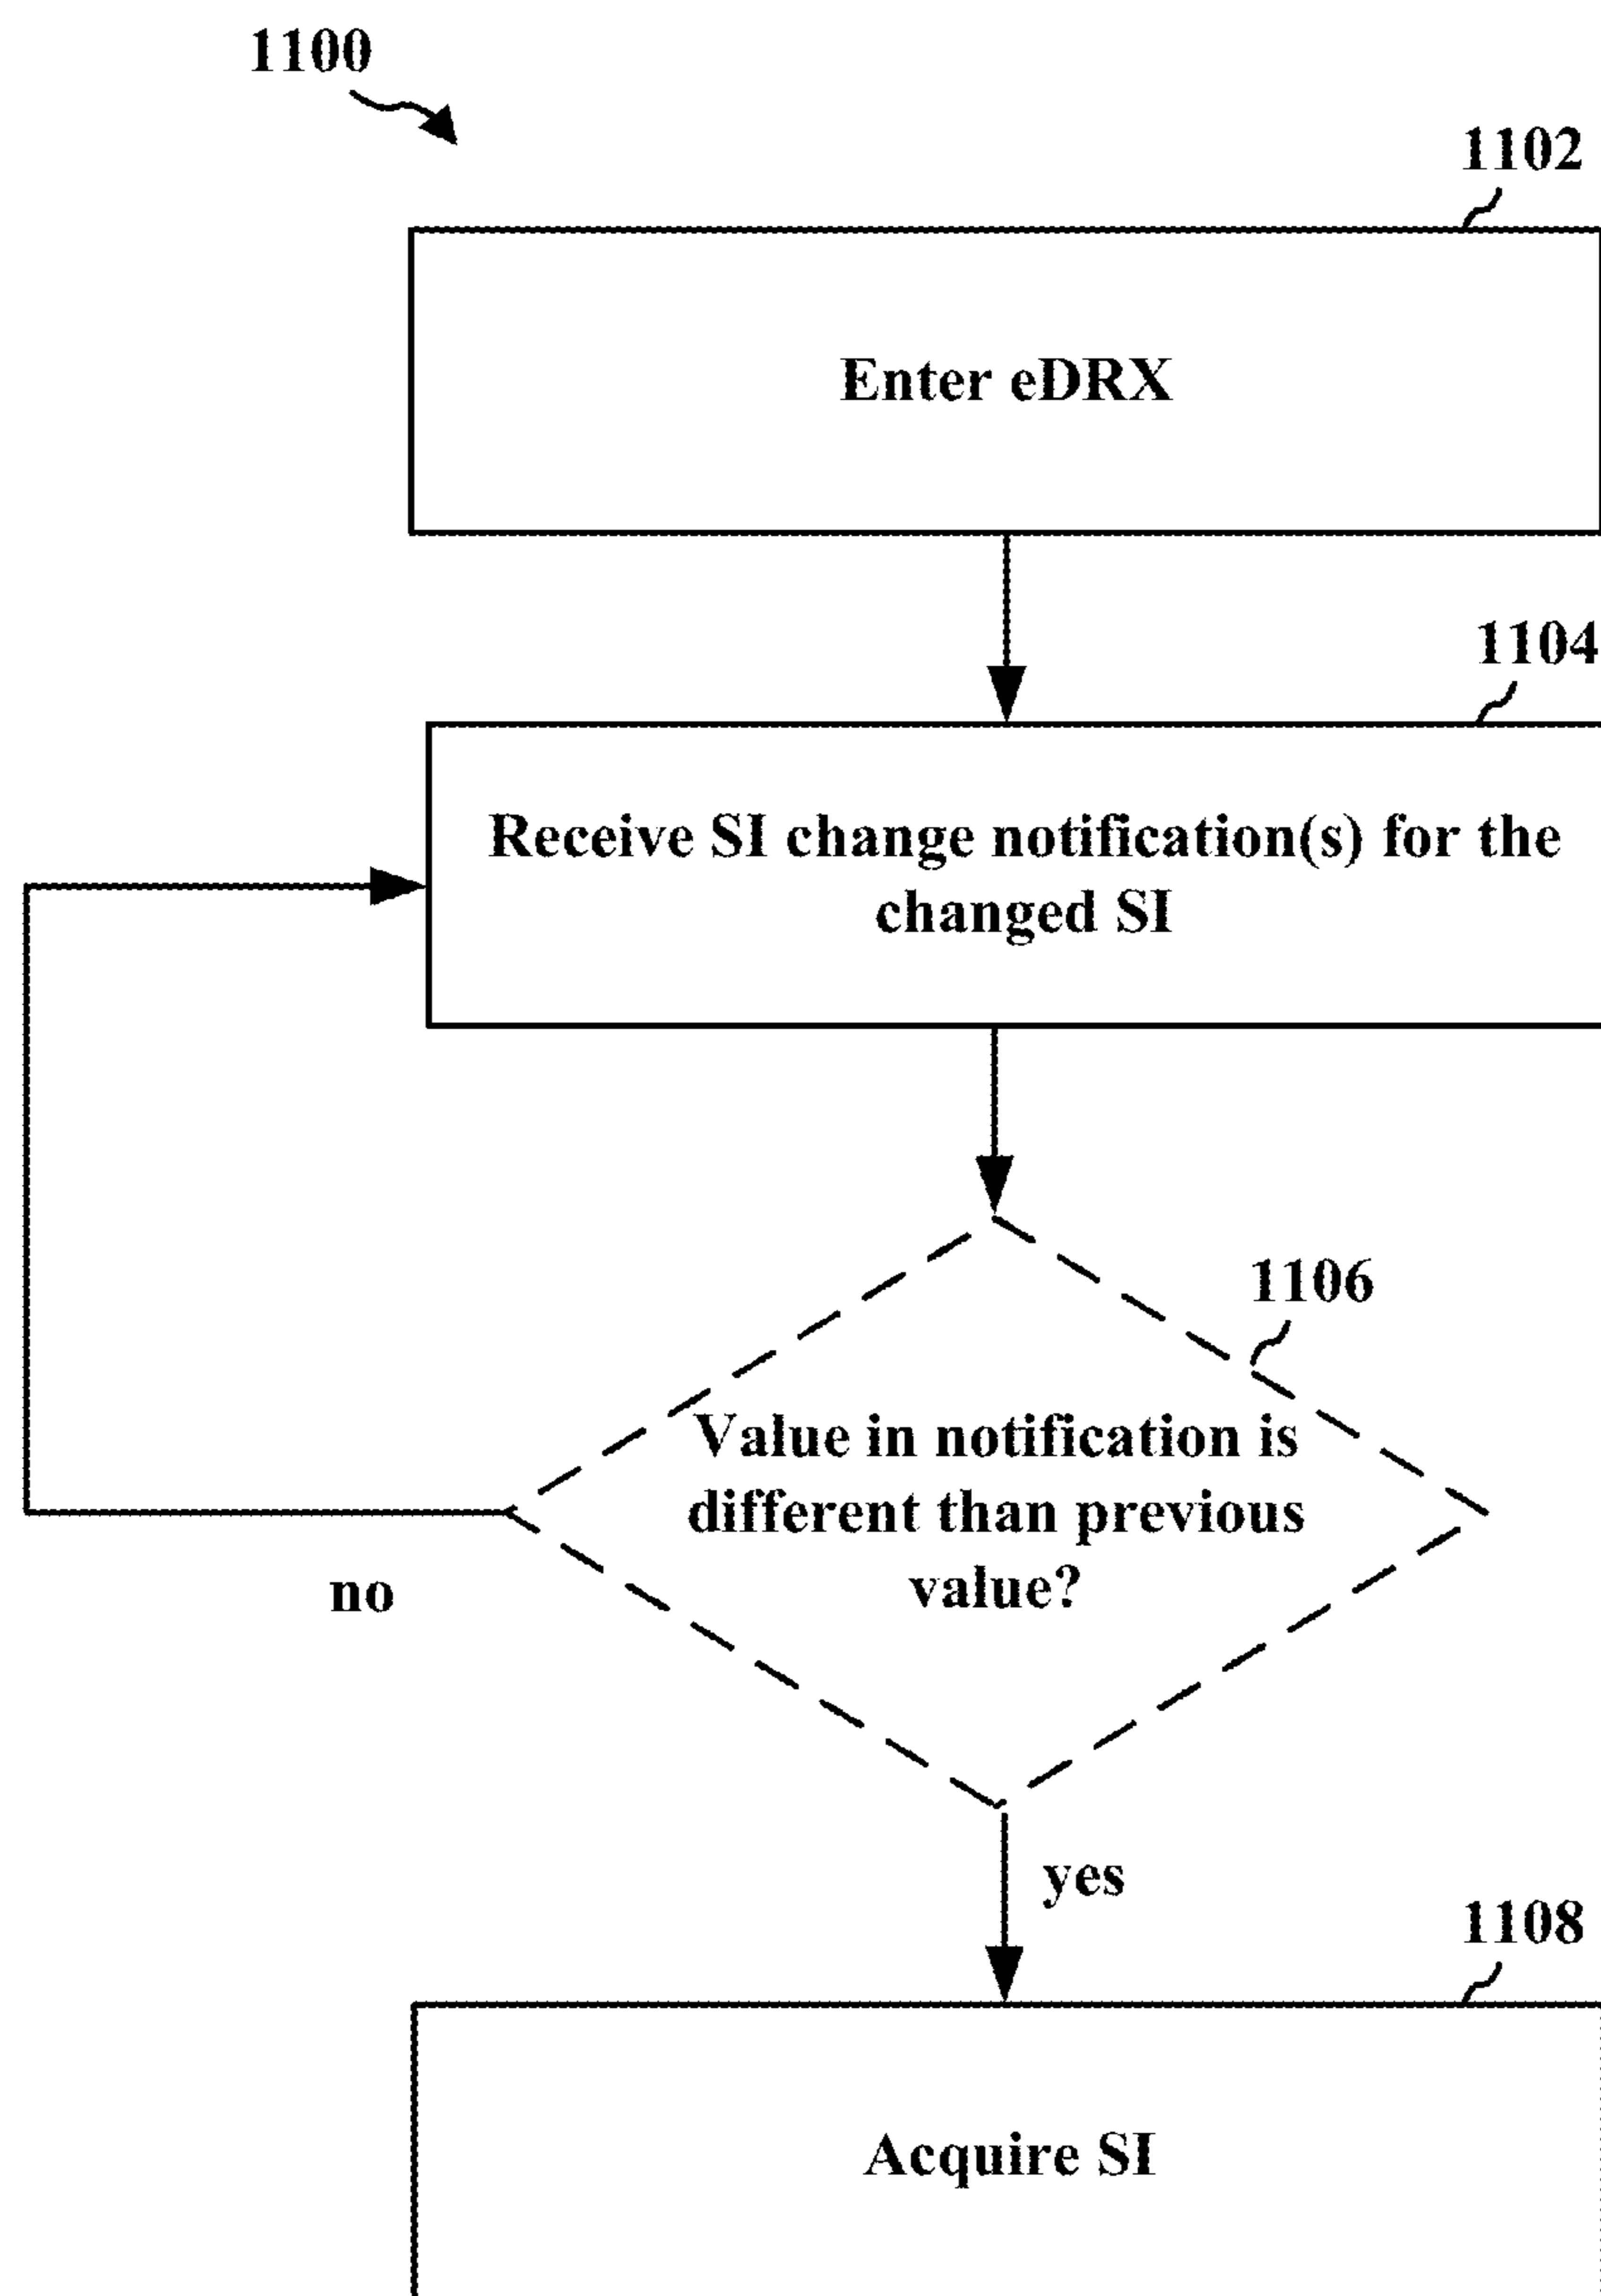 1100
1102
Enter eDRX
1104
Receive SI change notification(s) for the
changed SI
1106
Value in notification is
different than previous
value?
no
yes
1108
Acquire SI